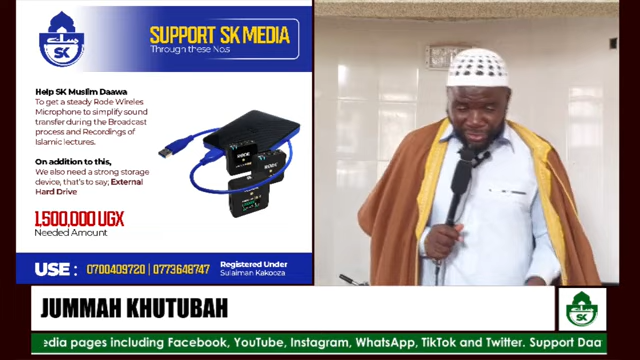 SK
SUPPORT SK MEDIA
Through these No.s
Help SK Muslim Daawa
To get a steady Rode Wireles
Microphone to simplify sound
transfer during the Broadcast
process and Recordings of
Islamic lectures.
On addition to this,
We also need a strong storage
device, that's to say; External
Hard Drive
1,500,000 UGX
Needed Amount
RODE
RODE
USE : 0700409720 | 0773648747
Registered Under
Sulaiman Kakooza
JUMMAH KHUTUBAH
SK
edia pages including Facebook, YouTube, Instagram, WhatsApp, TikTok and Twitter. Support Daa